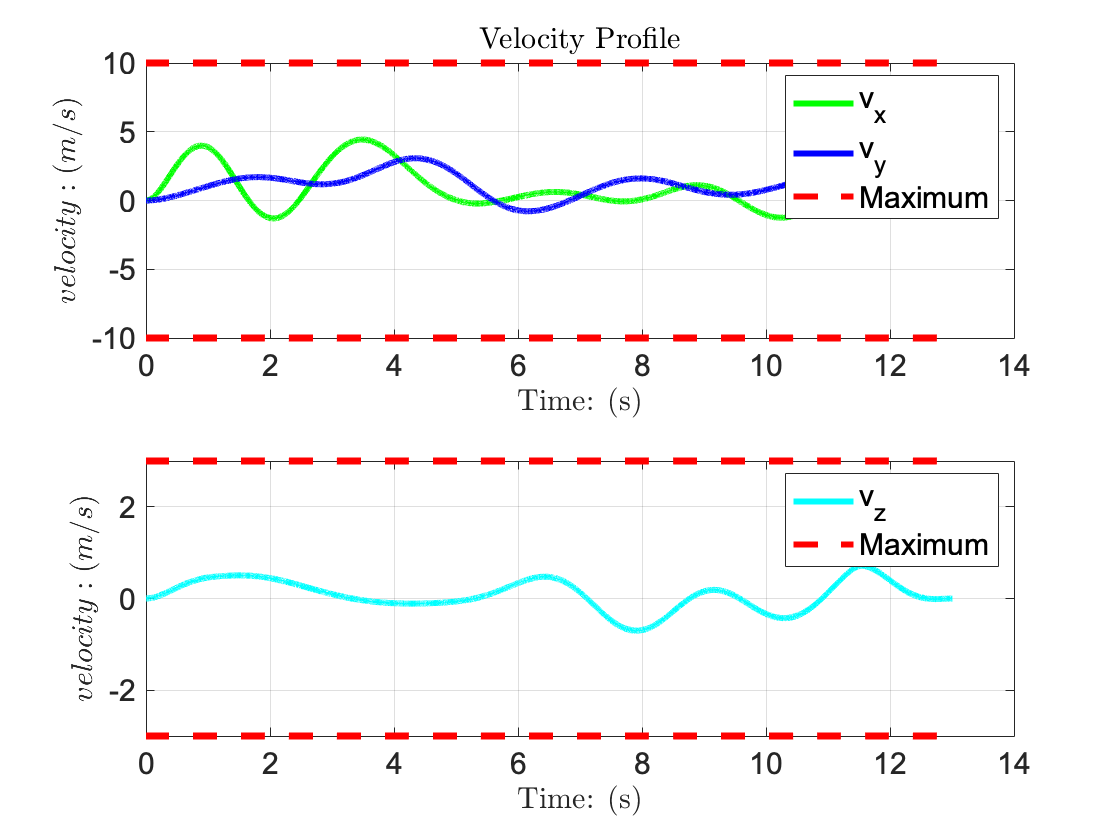 Velocity Profile
10
5
0
-5
-10
velocity : (m/s)
v_x
v_y
Maximum
0 2 4 6 8 10 12 14
Time: (s)
2
0
-2
velocity : (m/s)
v_z
Maximum
0 2 4 6 8 10 12 14
Time: (s)